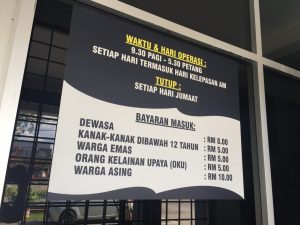 WAKTU & HARI OPERASI :
9.30 PAGI - 5.30 PETANG
SETIAP HARI TERMASUK HARI KELEPASAN AM
TUTUP :
SETIAP HARI JUMAAT
BAYARAN MASUK:
DEWASA : RM 8.00
KANAK-KANAK DIBAWAH 12 TAHUN : RM 5.00
WARGA EMAS : RM 5.00
ORANG KELAINAN UPAYA (OKU) : RM 5.00
WARGA ASING : RM 10.00